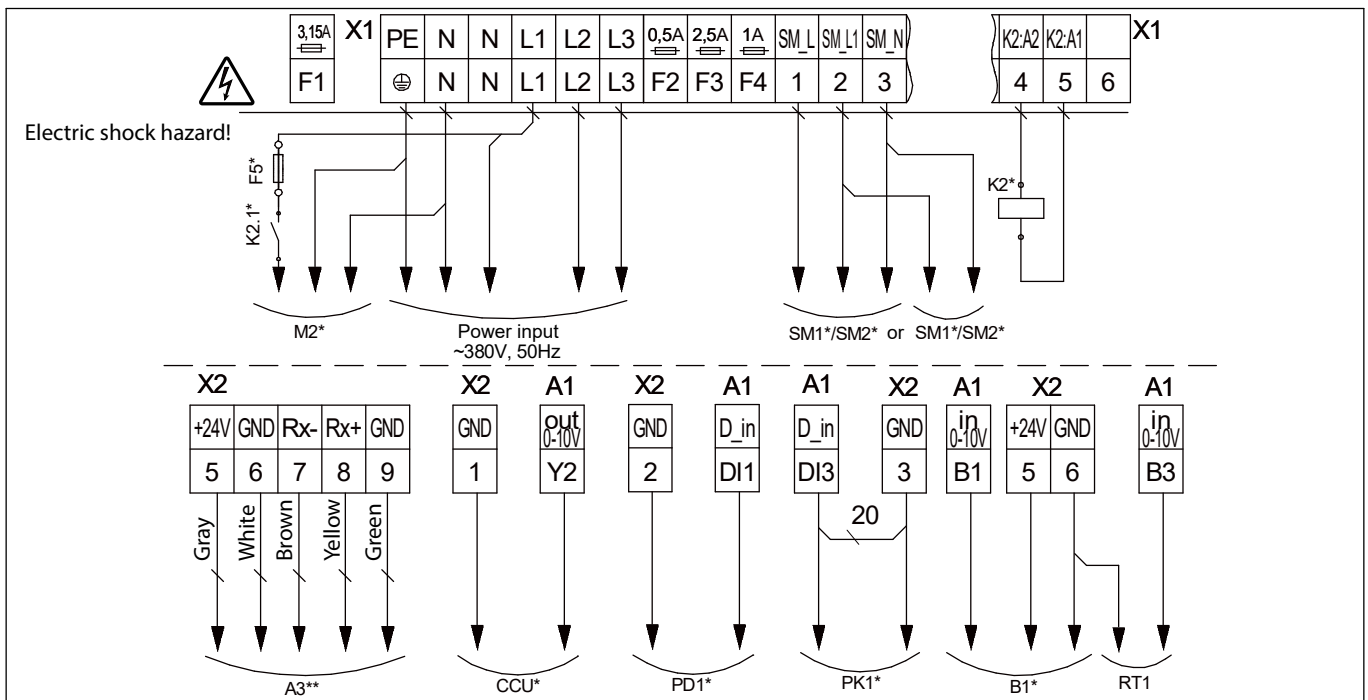 3,15A X1 PE N N L1 L2 L3 0,5A 2,5A 1A SM_L SM_L1 SM_N K2:A2 K2:A1 X1
F1 N N L1 L2 L3 F2 F3 F4 1 2 3 4 5 6
Electric shock hazard!
F5*
K2.1*
K2*
M2*
Power input
~380V, 50Hz
SM1*/SM2* or SM1*/SM2*
X2 X2 A1 X2 A1 A1 X2 A1 X2 A1
+24V GND Rx- Rx+ GND GND out 0-10V GND D_in D_in GND in 0-10V +24V GND in 0-10V
5 6 7 8 9 1 Y2 2 DI1 DI3 3 B1 5 6 B3
20
Gray
White
Brown
Yellow
Green
A3** CCU* PD1* PK1* B1* RT1